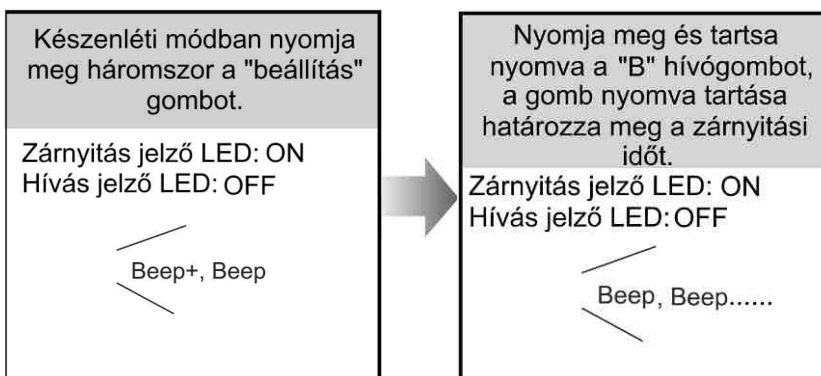 Készenléti módban nyomja
meg háromszor a "beállítás"
gombot.
Zárnyitás jelző LED: ON
Hívás jelző LED: OFF
Beep+, Beep
Nyomja meg és tartsa
nyomva a "B" hívógombot,
a gomb nyomva tartása
határozza meg a zárnyitási
időt.
Zárnyitás jelző LED: ON
Hívás jelző LED: OFF
Beep, Beep......